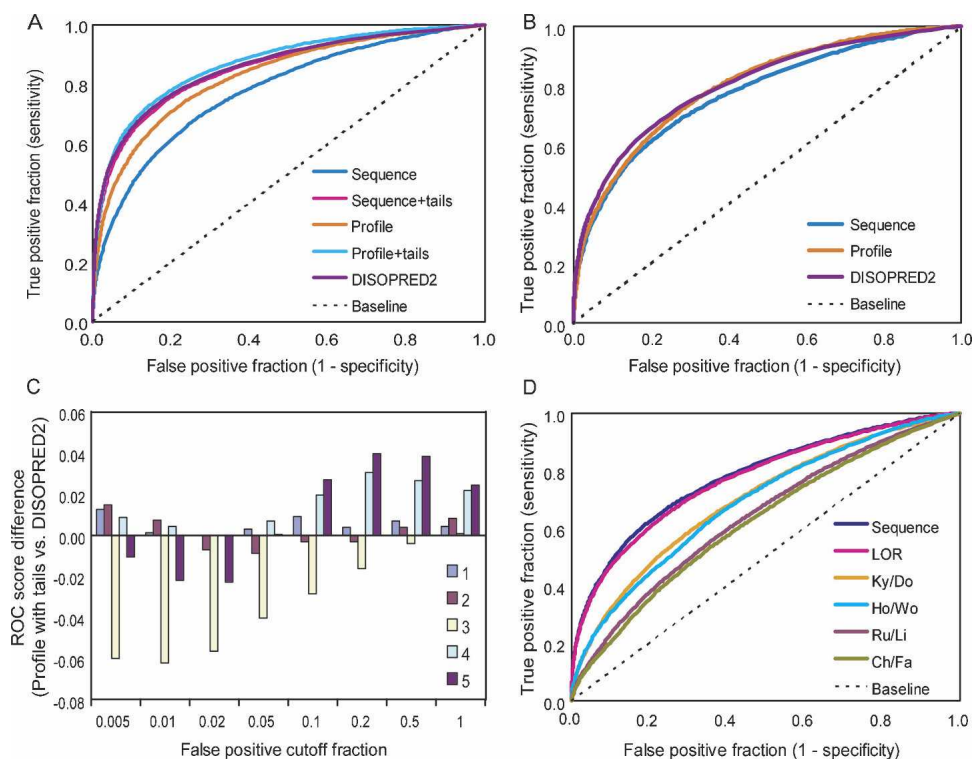 A
1.0
0.8
0.6
0.4
0.2
0.0
True positive fraction (sensitivity)
Sequence
Sequence+tails
Profile
Profile+tails
DISOPRED2
Baseline
0.0 0.2 0.4 0.6 0.8 1.0
False positive fraction (1 - specificity)
B
1.0
0.8
0.6
0.4
0.2
0.0
True positive fraction (sensitivity)
Sequence
Profile
DISOPRED2
Baseline
0.0 0.2 0.4 0.6 0.8 1.0
False positive fraction (1 - specificity)
C
0.06
0.04
0.02
0.00
-0.02
-0.04
-0.06
-0.08
ROC score difference
(Profile with tails vs. DISOPRED2)
1
2
3
4
5
0.005 0.01 0.02 0.05 0.1 0.2 0.5 1
False positive cutoff fraction
D
1.0
0.8
0.6
0.4
0.2
0.0
True positive fraction (sensitivity)
Sequence
LOR
Ky/Do
Ho/Wo
Ru/Li
Ch/Fa
Baseline
0.0 0.2 0.4 0.6 0.8 1.0
False positive fraction (1 - specificity)